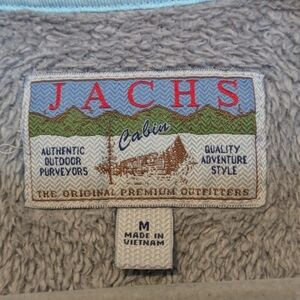 JACHS
Cabin
AUTHENTIC
OUTDOOR
PURVEYORS
QUALITY
ADVENTURE
STYLE
THE ORIGINAL PREMIUM OUTFITTERS
M
MADE IN
VIETNAM